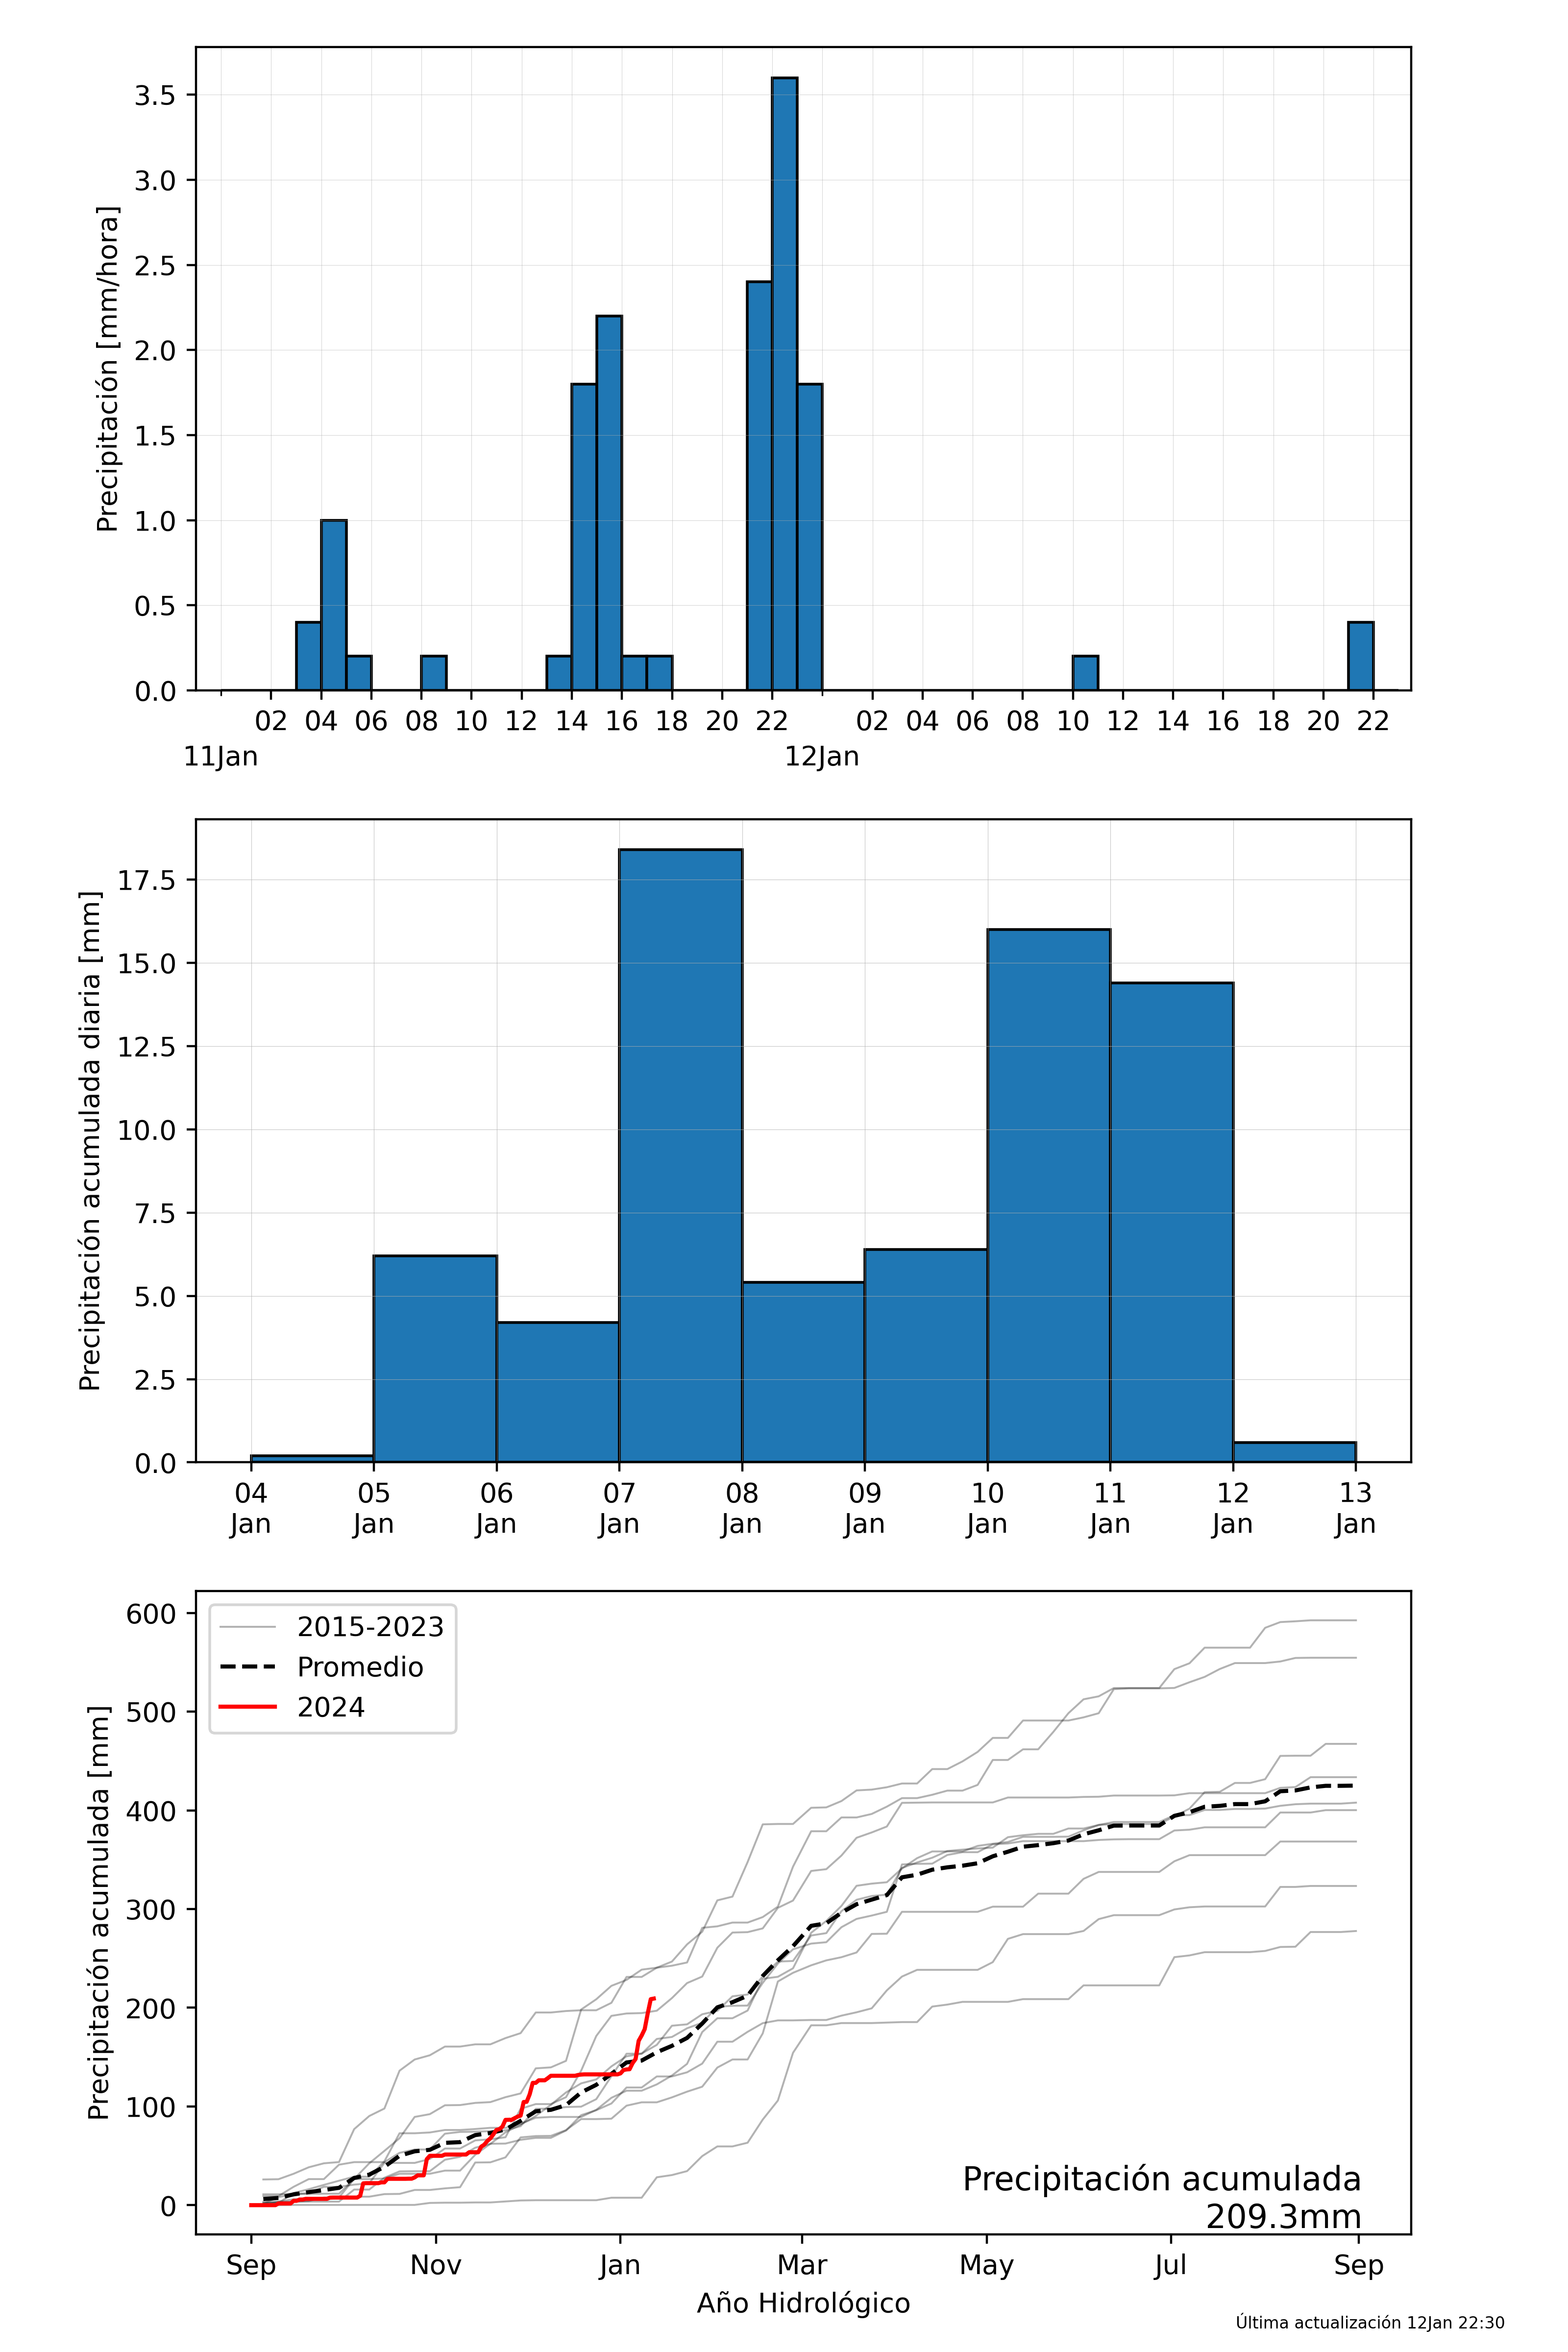 3.5
3.0
2.5
2.0
1.5
1.0
0.5
0.0
Precipitación [mm/hora]
02 04 06 08 10 12 14 16 18 20 22 02 04 06 08 10 12 14 16 18 20 22
11Jan 12Jan
17.5
15.0
12.5
10.0
7.5
5.0
2.5
0.0
Precipitación acumulada diaria [mm]
04 05 06 07 08 09 10 11 12 13
Jan Jan Jan Jan Jan Jan Jan Jan Jan Jan
600
500
400
300
200
100
0
Precipitación acumulada [mm]
2015-2023
Promedio
2024
Precipitación acumulada
209.3mm
Sep Nov Jan Mar May Jul Sep
Año Hidrológico
Última actualización 12Jan 22:30